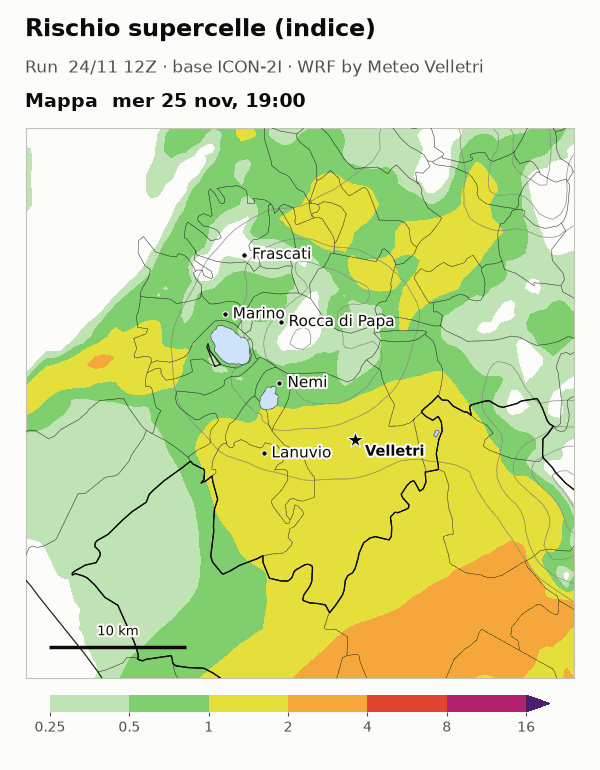 Rischio supercelle (indice)
Run  24/11 12Z · base ICON-2I · WRF by Meteo Velletri
Mappa  mer 25 nov, 19:00
Frascati
Marino
Rocca di Papa
Nemi
Velletri
Lanuvio
10 km
0.25 0.5 1 2 4 8 16